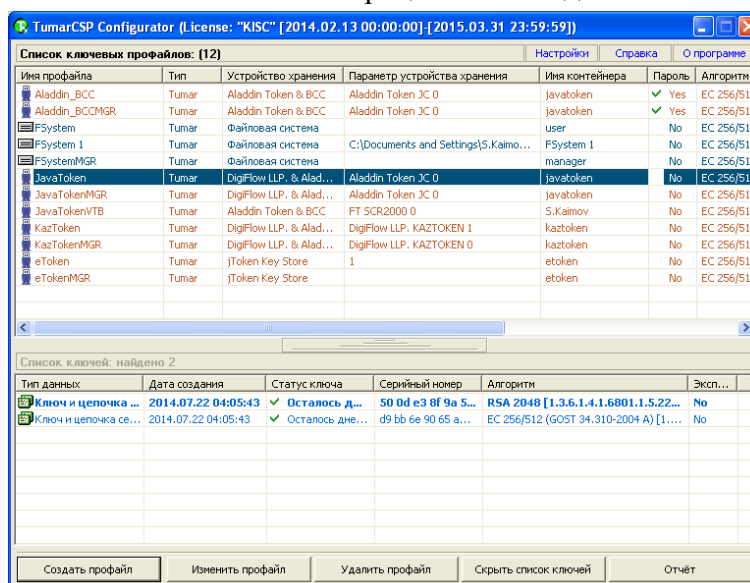 TumarCSP Configurator (License: "KISC" [2014.02.13 00:00:00]-[2015.03.31 23:59:59])
Список ключевых профайлов: (12) Настройки Справка О программе
Имя профайла Тип Устройство хранения Параметр устройства хранения Имя контейнера Пароль Алгоритм
Aladdin_BCC Tumar Aladdin Token & BCC Aladdin Token JC 0 javatoken Yes EC 256/51
Aladdin_BCCMGR Tumar Aladdin Token & BCC Aladdin Token JC 0 javatoken Yes EC 256/51
FSystem Tumar Файловая система user No EC 256/51
FSystem 1 Tumar Файловая система C:\Documents and Settings\S.Kaimo... FSystem 1 No EC 256/51
FSystemMGR Tumar Файловая система manager No EC 256/51
JavaToken Tumar DigiFlow LLP. & Alad... Aladdin Token JC 0 javatoken No EC 256/51
JavaTokenMGR Tumar DigiFlow LLP. & Alad... Aladdin Token JC 0 javatoken No EC 256/51
JavaTokenVTB Tumar Aladdin Token & BCC FT SCR2000 0 S.Kaimov No EC 256/51
KazToken Tumar DigiFlow LLP. & Alad... DigiFlow LLP. KAZTOKEN 1 kaztoken No EC 256/51
KazTokenMGR Tumar DigiFlow LLP. & Alad... DigiFlow LLP. KAZTOKEN 0 kaztoken No EC 256/51
eToken Tumar jToken Key Store 1 etoken No EC 256/51
eTokenMGR Tumar jToken Key Store etoken No EC 256/51
Список ключей: найдено 2
Тип данных Дата создания Статус ключа Серийный номер Алгоритм Эксп...
Ключ и цепочка ... 2014.07.22 04:05:43 Осталось д... 50 0d e3 8f 9a 5... RSA 2048 [1.3.6.1.4.1.6801.1.5.22... No
Ключ и цепочка се... 2014.07.22 04:05:43 Осталось дне... d9 bb 6e 90 65 a... EC 256/512 (GOST 34.310-2004 A) [1.... No
Создать профайл Изменить профайл Удалить профайл Скрыть список ключей Отчёт